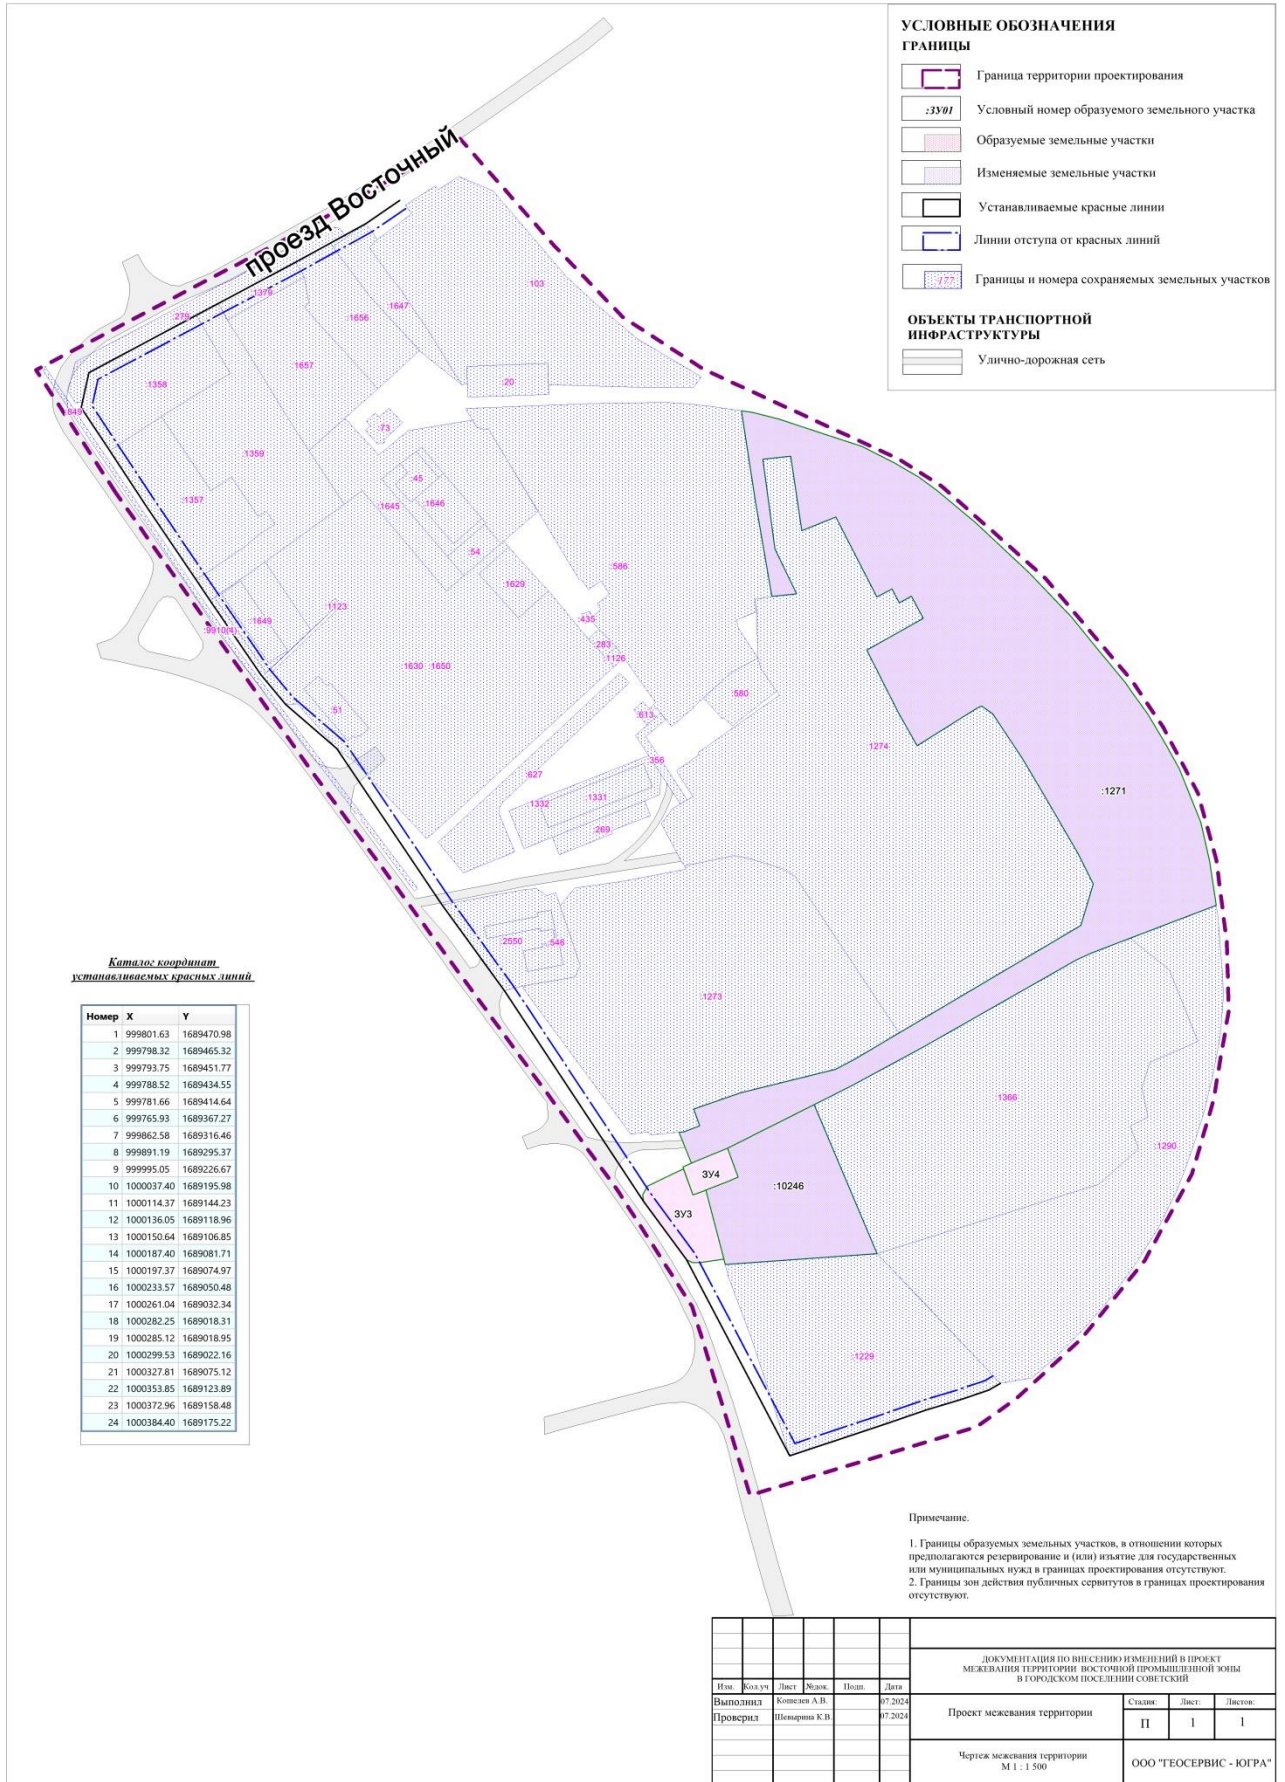 УСЛОВНЫЕ ОБОЗНАЧЕНИЯ
ГРАНИЦЫ
Граница территории проектирования
:ЗУ01 Условный номер образуемого земельного участка
Образуемые земельные участки
Изменяемые земельные участки
Устанавливаемые красные линии
Линии отступа от красных линий
:177 Границы и номера сохраняемых земельных участков
ОБЪЕКТЫ ТРАНСПОРТНОЙ
ИНФРАСТРУКТУРЫ
Улично-дорожная сеть
проезд Восточный
:103
:1379
:279
:1647
:1656
:1657
:1358
:20
:849
:73
:1359
:45
:1357
:1645
:1646
:54
:586
:1629
:1123
:435
:1649
:9910(4)
:283
:1126
:1630
:1650
:580
:51
:613
:1274
:356
:627
:1331
:1332
:1271
:269
:2550
:546
:1273
:1366
:1290
ЗУ4
:10246
ЗУ3
:1229
Каталог координат
устанавливаемых красных линий
Номер X Y
1 999801.63 1689470.98
2 999798.32 1689465.32
3 999793.75 1689451.77
4 999788.52 1689434.55
5 999781.66 1689414.64
6 999765.93 1689367.27
7 999862.58 1689316.46
8 999891.19 1689295.37
9 999995.05 1689226.67
10 1000037.40 1689195.98
11 1000114.37 1689144.23
12 1000136.05 1689118.96
13 1000150.64 1689106.85
14 1000187.40 1689081.71
15 1000197.37 1689074.97
16 1000233.57 1689050.48
17 1000261.04 1689032.34
18 1000282.25 1689018.31
19 1000285.12 1689018.95
20 1000299.53 1689022.16
21 1000327.81 1689075.12
22 1000353.85 1689123.89
23 1000372.96 1689158.48
24 1000384.40 1689175.22
Примечание.
1. Границы образуемых земельных участков, в отношении которых
предполагаются резервирование и (или) изъятие для государственных
или муниципальных нужд в границах проектирования отсутствуют.
2. Границы зон действия публичных сервитутов в границах проектирования
отсутствуют.
ДОКУМЕНТАЦИЯ ПО ВНЕСЕНИЮ ИЗМЕНЕНИЙ В ПРОЕКТ
МЕЖЕВАНИЯ ТЕРРИТОРИИ ВОСТОЧНОЙ ПРОМЫШЛЕННОЙ ЗОНЫ
В ГОРОДСКОМ ПОСЕЛЕНИИ СОВЕТСКИЙ
Изм. Кол.уч Лист №док. Подп. Дата
Выполнил Кошелев А.В. 07.2024
Проверил Шевырина К.В. 07.2024
Проект межевания территории
Стадия: Лист: Листов:
П 1 1
Чертеж межевания территории
М 1 : 1 500
ООО "ГЕОСЕРВИС - ЮГРА"